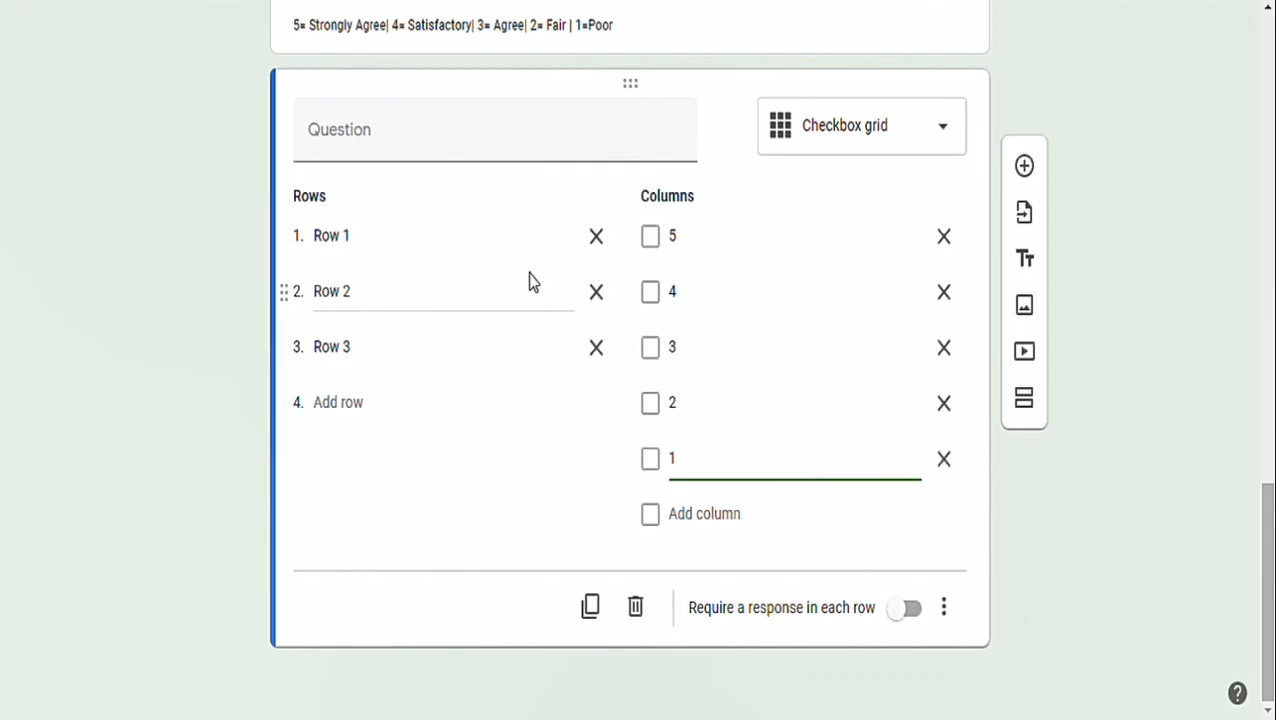 5= Strongly Agree| 4= Satisfactory| 3= Agree| 2= Fair | 1=Poor
Question
Checkbox grid
Rows
Columns
1. Row 1
5
2. Row 2
4
3. Row 3
3
4. Add row
2
1
Add column
Require a response in each row